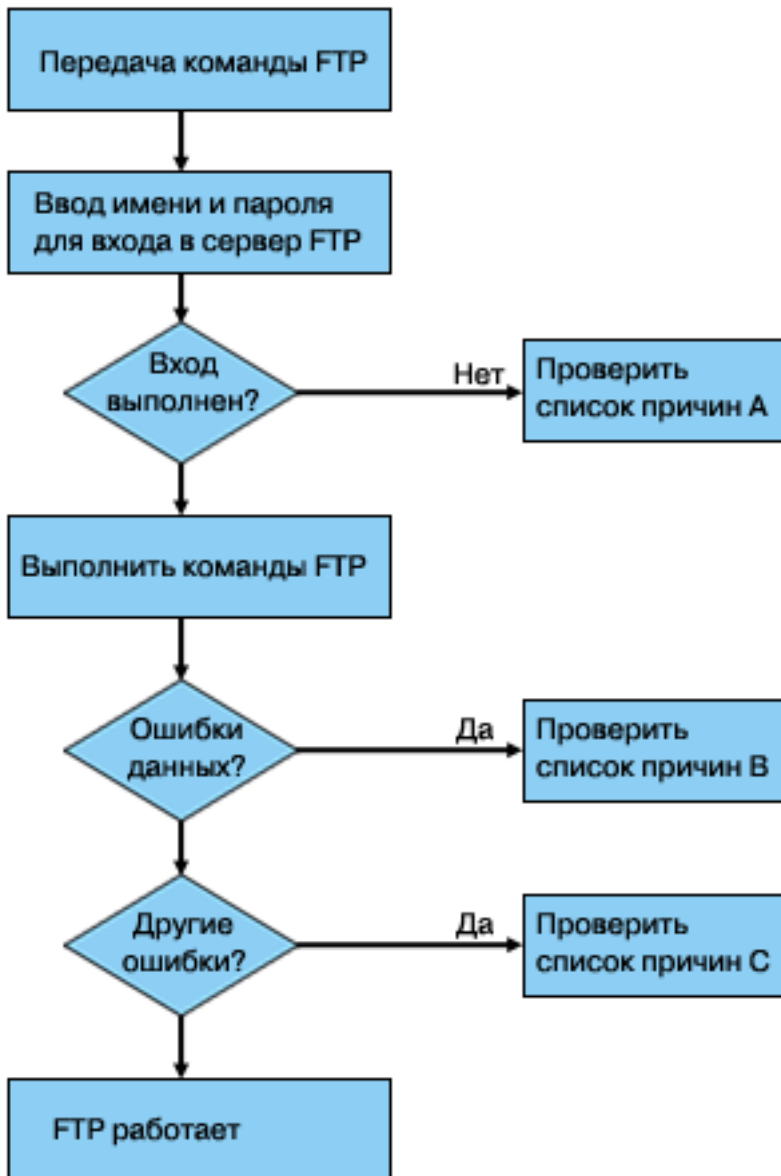 Передача команды FTP
Ввод имени и пароля
для входа в сервер FTP
Вход
выполнен?
Нет
Проверить
список причин A
Выполнить команды FTP
Ошибки
данных?
Да
Проверить
список причин B
Другие
ошибки?
Да
Проверить
список причин C
FTP работает